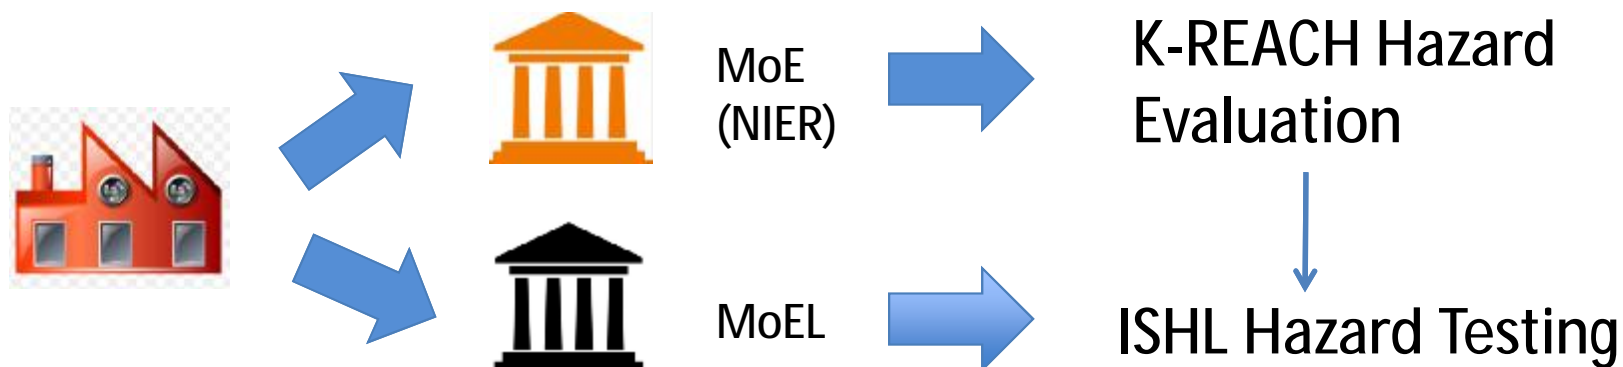 MoE
(NIER)
K-REACH Hazard
Evaluation
MoEL
ISHL Hazard Testing